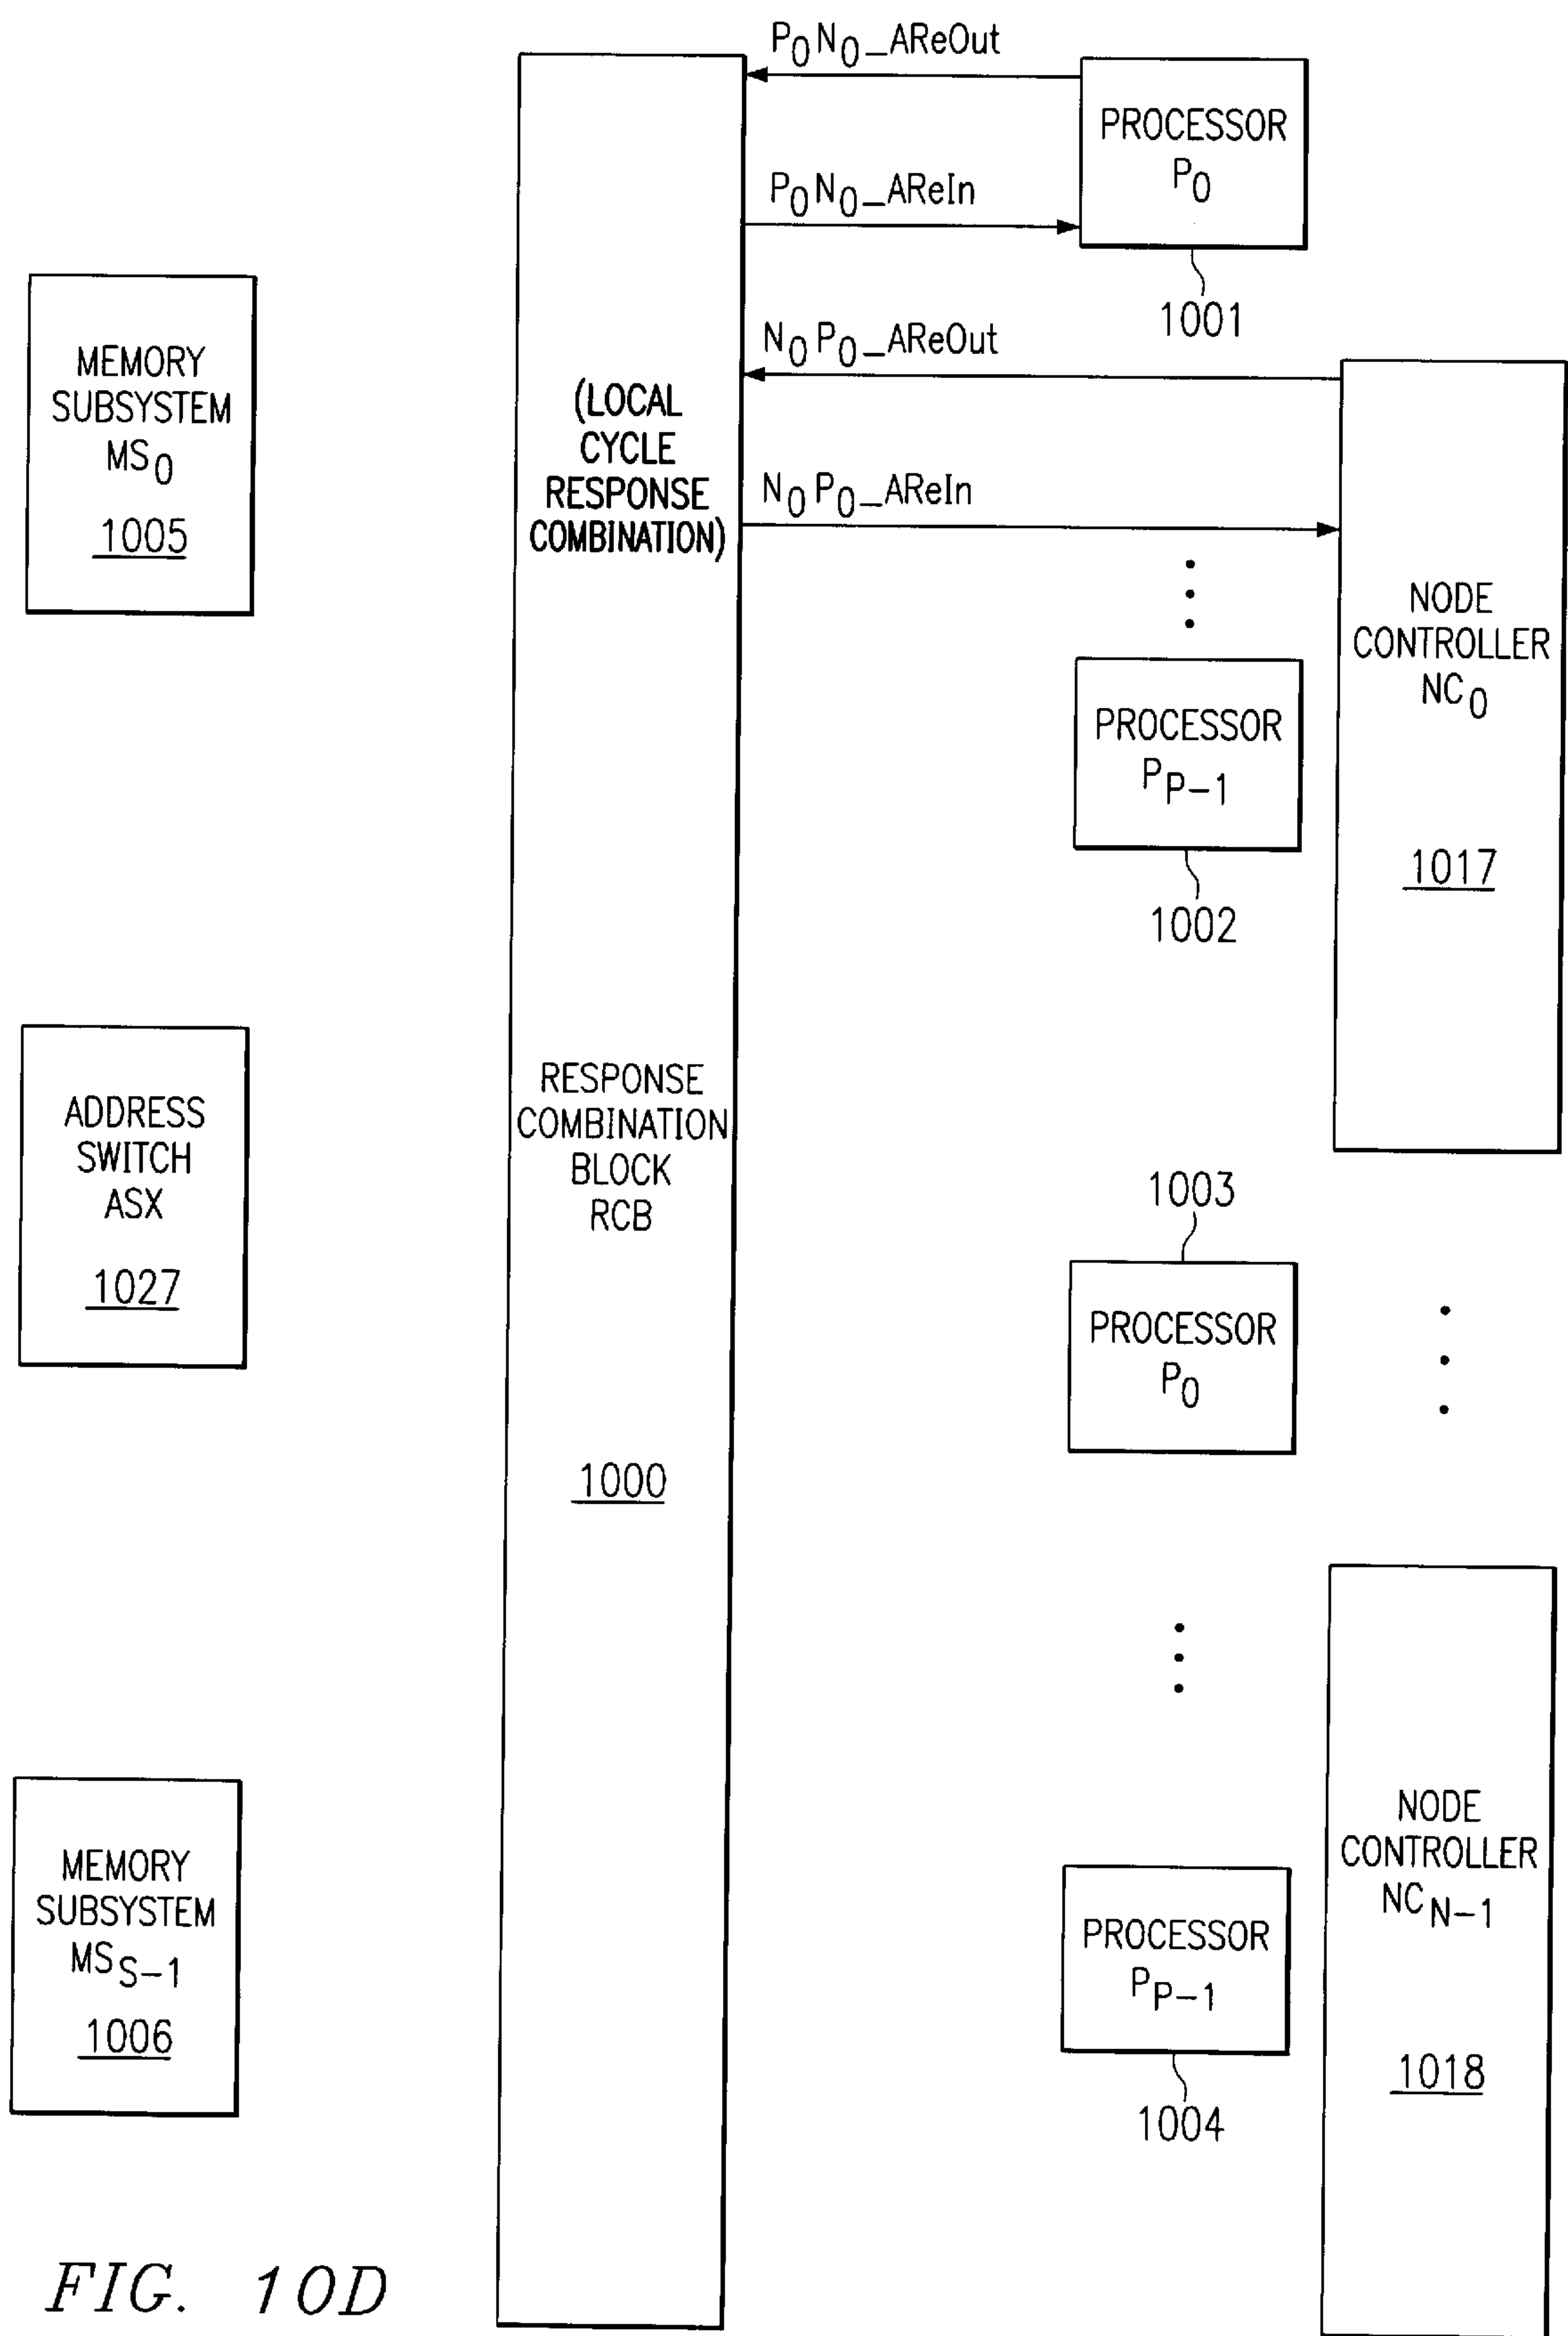 P0N0_AReOut
PROCESSOR
P0
P0N0_AReIn
1001
MEMORY
SUBSYSTEM
MS0
1005
(LOCAL
CYCLE
RESPONSE
COMBINATION)
N0P0_AReOut
N0P0_AReIn
NODE
CONTROLLER
NC0
1017
PROCESSOR
PP-1
1002
ADDRESS
SWITCH
ASX
1027
RESPONSE
COMBINATION
BLOCK
RCB
1000
1003
PROCESSOR
P0
MEMORY
SUBSYSTEM
MSS-1
1006
PROCESSOR
PP-1
1004
NODE
CONTROLLER
NCN-1
1018
FIG. 10D